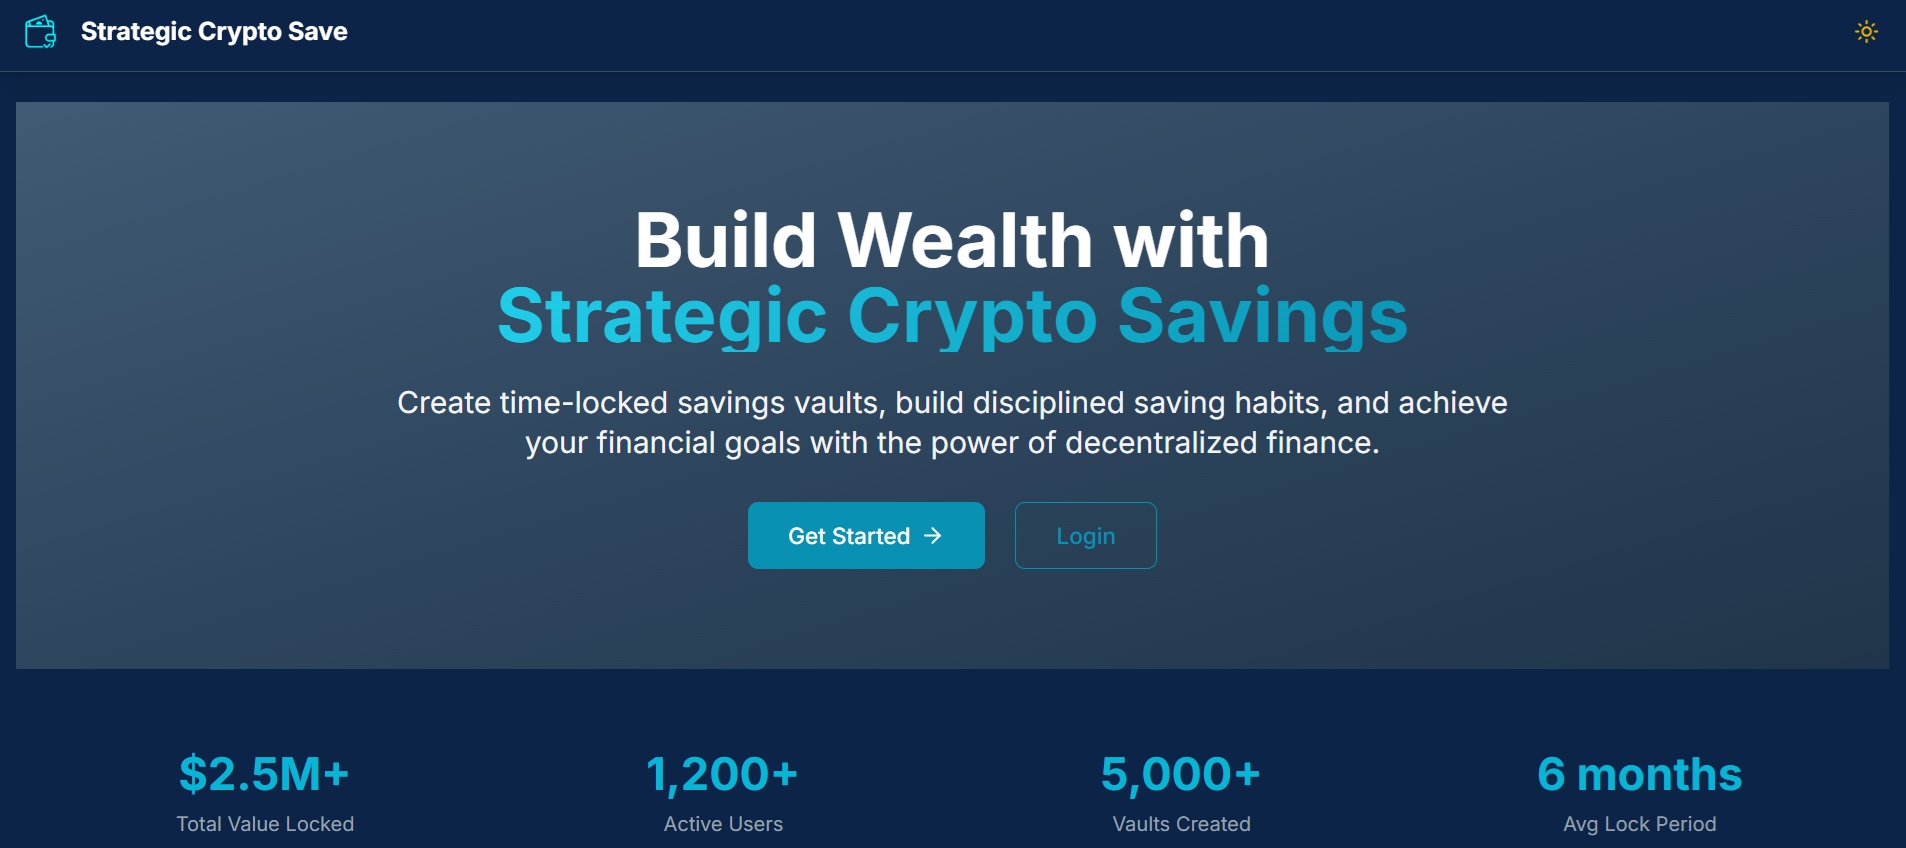 Strategic Crypto Save
Build Wealth with
Strategic Crypto Savings
Create time-locked savings vaults, build disciplined saving habits, and achieve
your financial goals with the power of decentralized finance.
Get Started →
Login
$2.5M+
Total Value Locked
1,200+
Active Users
5,000+
Vaults Created
6 months
Avg Lock Period